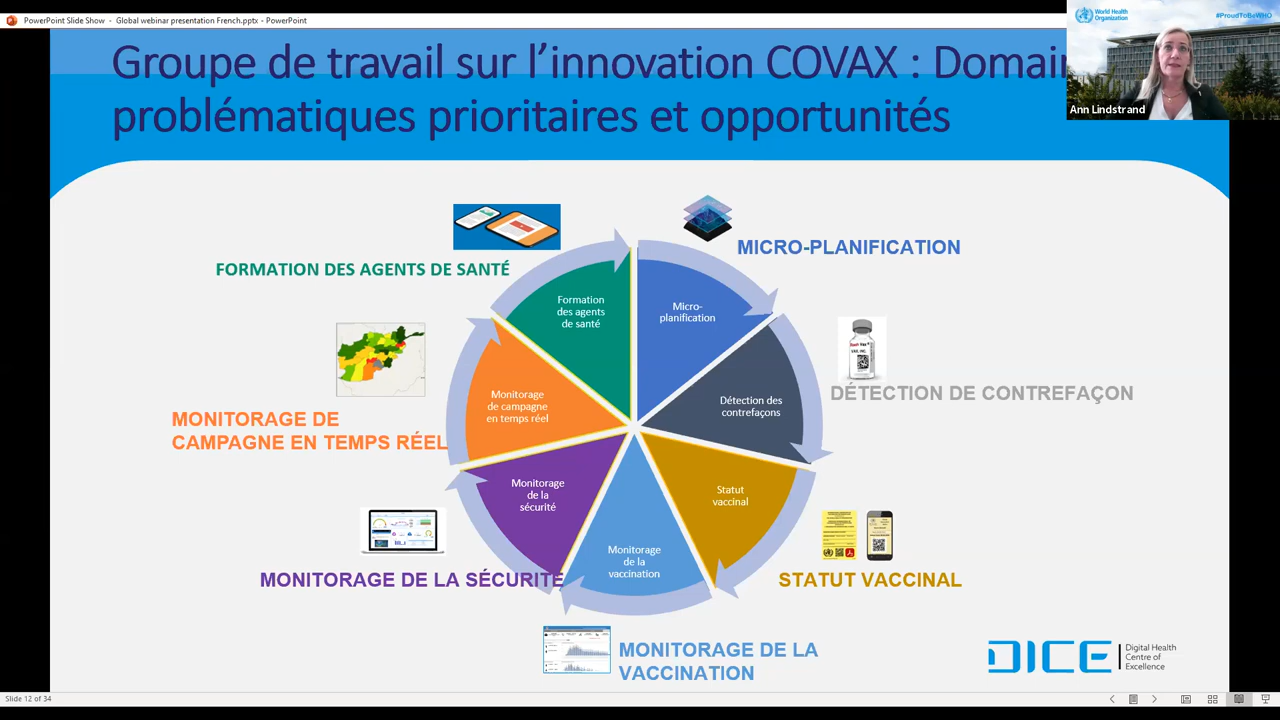 PowerPoint Slide Show - Global webinar presentation French.pptx - PowerPoint
World Health
Organization
#ProudToBeWHO
Ann Lindstrand
Groupe de travail sur l'innovation COVAX :
problématiques prioritaires et opportunités
MICRO-PLANIFICATION
FORMATION DES AGENTS DE SANTÉ
Formation
des agents
de santé
Micro-
planification
DÉTECTION DE CONTREFAÇON
Détection des
contrefaçons
MONITORAGE DE
CAMPAGNE EN TEMPS RÉEL
Monitorage
de campagne
en temps réel
Monitorage
de la
sécurité
Statut
vaccinal
Monitorage
de la
vaccination
MONITORAGE DE LA SÉCURITÉ
STATUT VACCINAL
MONITORAGE DE LA
VACCINATION
DICE
Digital Health
Centre of
Excellence
Slide 12 of 34